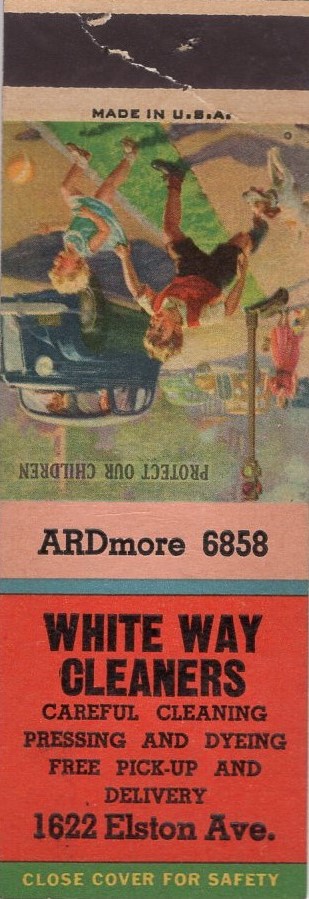 MADE IN U.S.A.
PROTECT OUR CHILDREN
ARDmore 6858
WHITE WAY
CLEANERS
CAREFUL CLEANING
PRESSING AND DYEING
FREE PICK-UP AND
DELIVERY
1622 Elston Ave.
CLOSE COVER FOR SAFETY